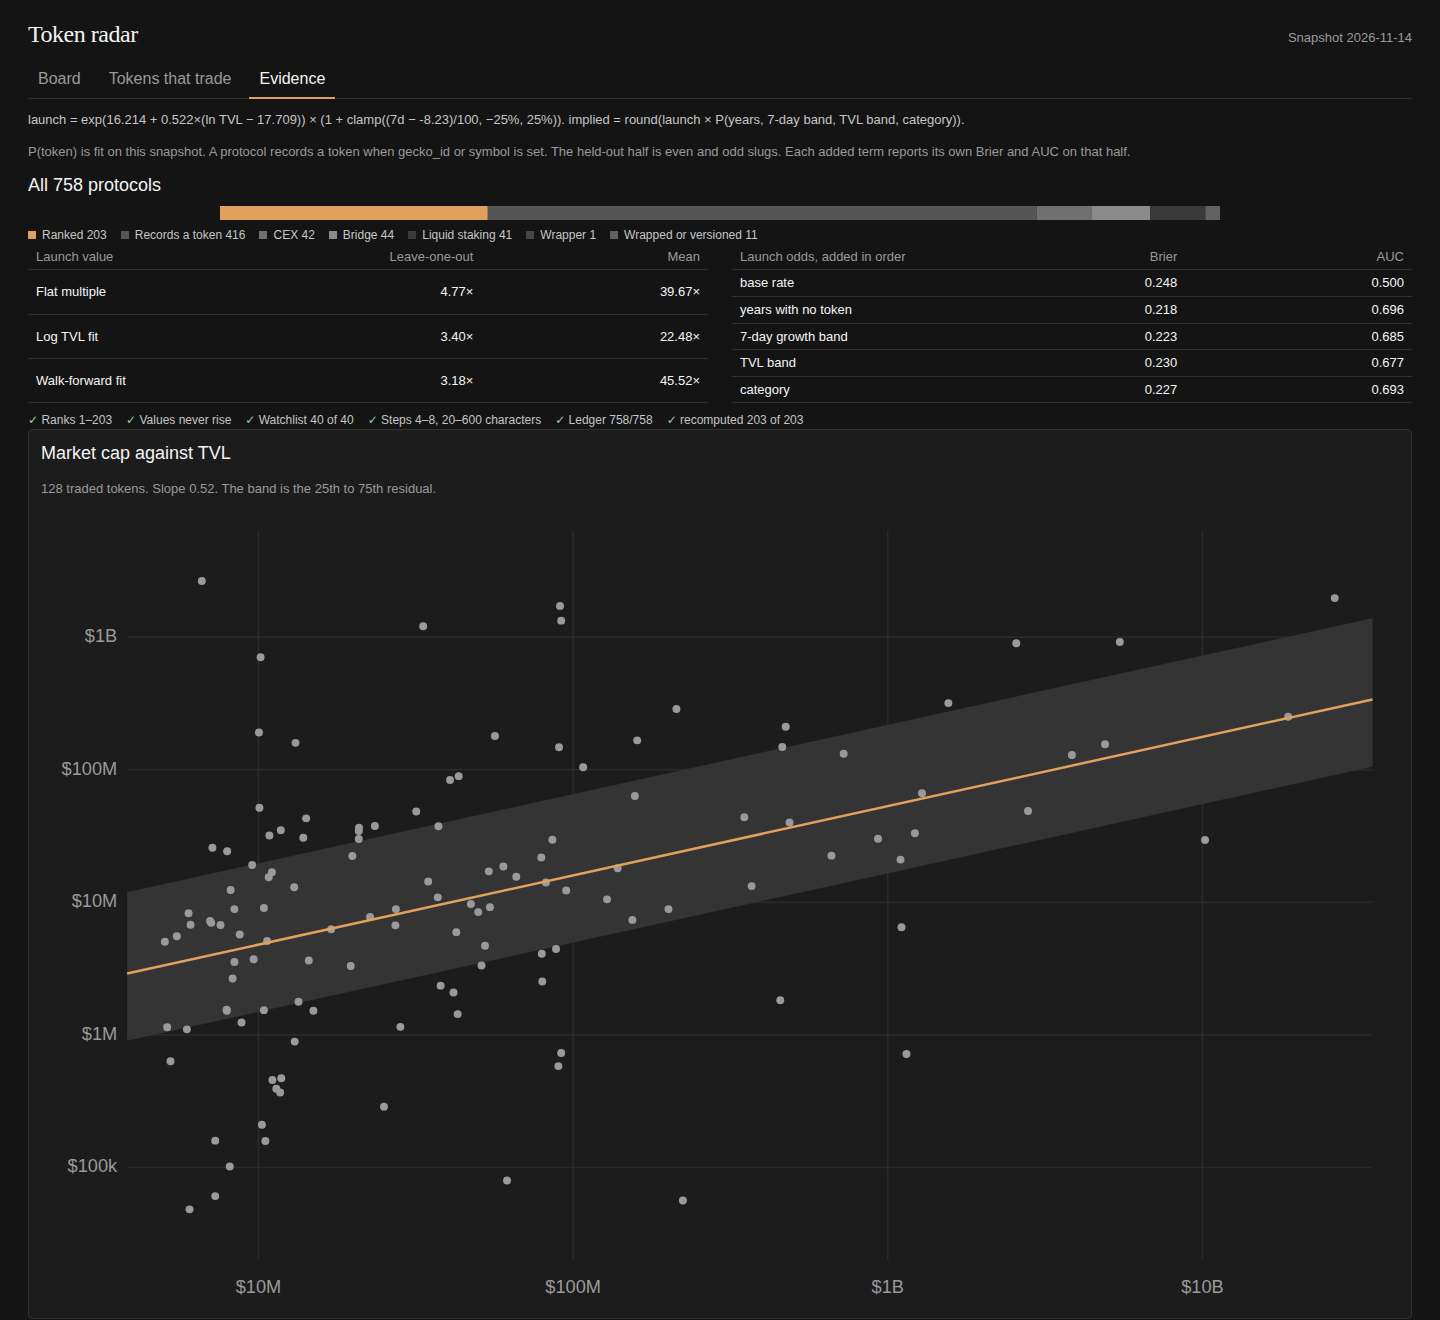 Token radar
Snapshot 2026-11-14
Board Tokens that trade Evidence
launch = exp(16.214 + 0.522×(ln TVL − 17.709)) × (1 + clamp((7d − -8.23)/100, −25%, 25%)). implied = round(launch × P(years, 7-day band, TVL band, category)).
P(token) is fit on this snapshot. A protocol records a token when gecko_id or symbol is set. The held-out half is even and odd slugs. Each added term reports its own Brier and AUC on that half.
All 758 protocols
Ranked 203 Records a token 416 CEX 42 Bridge 44 Liquid staking 41 Wrapper 1 Wrapped or versioned 11
Launch value Leave-one-out Mean
Flat multiple 4.77× 39.67×
Log TVL fit 3.40× 22.48×
Walk-forward fit 3.18× 45.52×
Launch odds, added in order Brier AUC
base rate 0.248 0.500
years with no token 0.218 0.696
7-day growth band 0.223 0.685
TVL band 0.230 0.677
category 0.227 0.693
✓ Ranks 1–203 ✓ Values never rise ✓ Watchlist 40 of 40 ✓ Steps 4–8, 20–600 characters ✓ Ledger 758/758 ✓ recomputed 203 of 203
Market cap against TVL
128 traded tokens. Slope 0.52. The band is the 25th to 75th residual.
$1B
$100M
$10M
$1M
$100k
$10M $100M $1B $10B